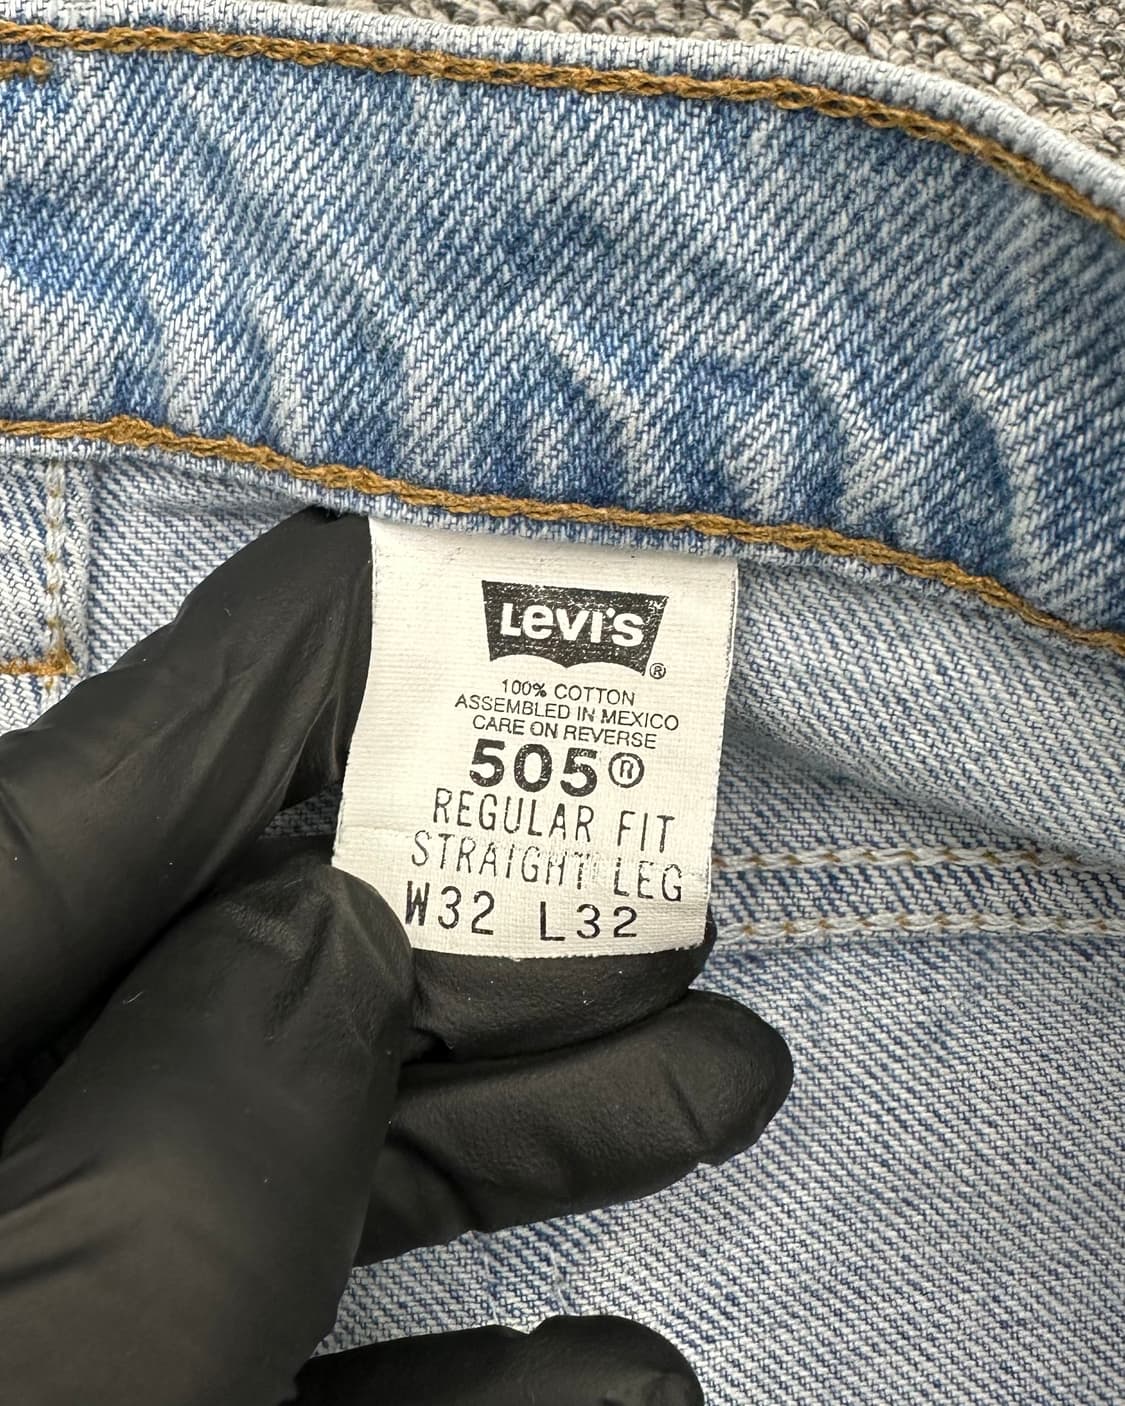 Levi's ®
100% COTTON
ASSEMBLED IN MEXICO
CARE ON REVERSE
505®
REGULAR FIT
STRAIGHT LEG
W32 L32